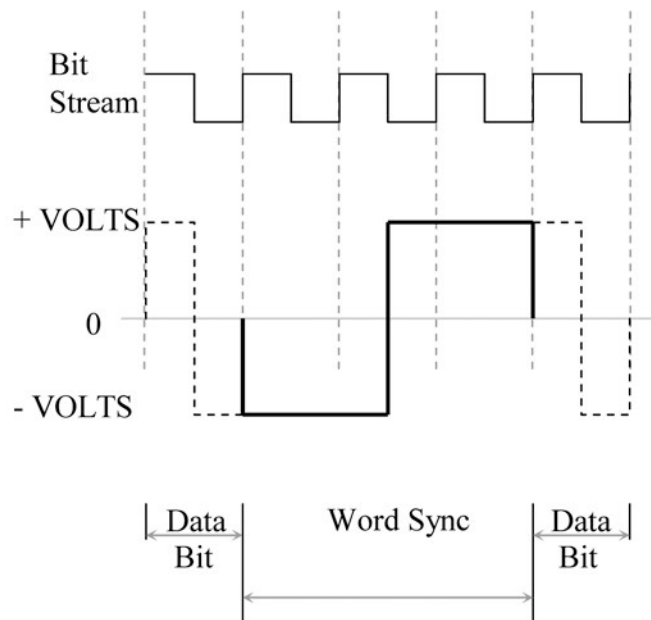 Bit
Stream
+ VOLTS
0
- VOLTS
Data
Bit
Word Sync
Data
Bit